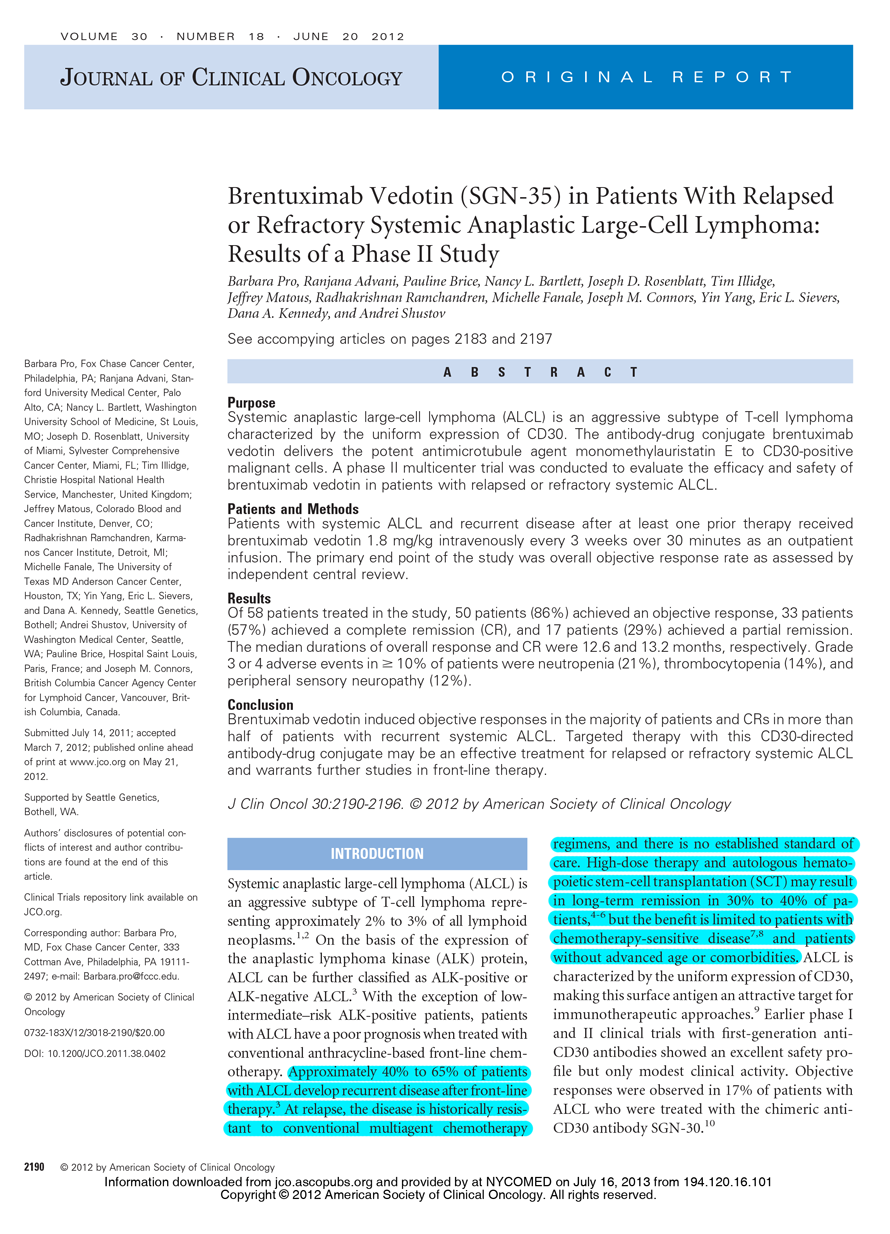 VOLUME 30 · NUMBER 18 · JUNE 20 2012
JOURNAL OF CLINICAL ONCOLOGY
ORIGINAL REPORT
Brentuximab Vedotin (SGN-35) in Patients With Relapsed
or Refractory Systemic Anaplastic Large-Cell Lymphoma:
Results of a Phase II Study
Barbara Pro, Ranjana Advani, Pauline Brice, Nancy L. Bartlett, Joseph D. Rosenblatt, Tim Illidge,
Jeffrey Matous, Radhakrishnan Ramchandren, Michelle Fanale, Joseph M. Connors, Yin Yang, Eric L. Sievers,
Dana A. Kennedy, and Andrei Shustov
See accompying articles on pages 2183 and 2197
Barbara Pro, Fox Chase Cancer Center,
Philadelphia, PA; Ranjana Advani, Stan-
ford University Medical Center, Palo
Alto, CA; Nancy L. Bartlett, Washington
University School of Medicine, St Louis,
MO; Joseph D. Rosenblatt, University
of Miami, Sylvester Comprehensive
Cancer Center, Miami, FL; Tim Illidge,
Christie Hospital National Health
Service, Manchester, United Kingdom;
Jeffrey Matous, Colorado Blood and
Cancer Institute, Denver, CO;
Radhakrishnan Ramchandren, Karma-
nos Cancer Institute, Detroit, MI;
Michelle Fanale, The University of
Texas MD Anderson Cancer Center,
Houston, TX; Yin Yang, Eric L. Sievers,
and Dana A. Kennedy, Seattle Genetics,
Bothell; Andrei Shustov, University of
Washington Medical Center, Seattle,
WA; Pauline Brice, Hospital Saint Louis,
Paris, France; and Joseph M. Connors,
British Columbia Cancer Agency Center
for Lymphoid Cancer, Vancouver, Brit-
ish Columbia, Canada.
Submitted July 14, 2011; accepted
March 7, 2012; published online ahead
of print at www.jco.org on May 21,
2012.
Supported by Seattle Genetics,
Bothell, WA.
Authors' disclosures of potential con-
flicts of interest and author contribu-
tions are found at the end of this
article.
Clinical Trials repository link available on
JCO.org.
Corresponding author: Barbara Pro,
MD, Fox Chase Cancer Center, 333
Cottman Ave, Philadelphia, PA 19111-
2497; e-mail: Barbara.pro@fccc.edu.
© 2012 by American Society of Clinical
Oncology
0732-183X/12/3018-2190/$20.00
DOI: 10.1200/JCO.2011.38.0402
ABSTRACT
Purpose
Systemic anaplastic large-cell lymphoma (ALCL) is an aggressive subtype of T-cell lymphoma
characterized by the uniform expression of CD30. The antibody-drug conjugate brentuximab
vedotin delivers the potent antimicrotubule agent monomethylauristatin E to CD30-positive
malignant cells. A phase II multicenter trial was conducted to evaluate the efficacy and safety of
brentuximab vedotin in patients with relapsed or refractory systemic ALCL.
Patients and Methods
Patients with systemic ALCL and recurrent disease after at least one prior therapy received
brentuximab vedotin 1.8 mg/kg intravenously every 3 weeks over 30 minutes as an outpatient
infusion. The primary end point of the study was overall objective response rate as assessed by
independent central review.
Results
Of 58 patients treated in the study, 50 patients (86%) achieved an objective response, 33 patients
(57%) achieved a complete remission (CR), and 17 patients (29%) achieved a partial remission.
The median durations of overall response and CR were 12.6 and 13.2 months, respectively. Grade
3 or 4 adverse events in ≥ 10% of patients were neutropenia (21%), thrombocytopenia (14%), and
peripheral sensory neuropathy (12%).
Conclusion
Brentuximab vedotin induced objective responses in the majority of patients and CRs in more than
half of patients with recurrent systemic ALCL. Targeted therapy with this CD30-directed
antibody-drug conjugate may be an effective treatment for relapsed or refractory systemic ALCL
and warrants further studies in front-line therapy.
J Clin Oncol 30:2190-2196. © 2012 by American Society of Clinical Oncology
INTRODUCTION
Systemic anaplastic large-cell lymphoma (ALCL) is
an aggressive subtype of T-cell lymphoma repre-
senting approximately 2% to 3% of all lymphoid
neoplasms.1,2 On the basis of the expression of
the anaplastic lymphoma kinase (ALK) protein,
ALCL can be further classified as ALK-positive or
ALK-negative ALCL.3 With the exception of low-
intermediate–risk ALK-positive patients, patients
with ALCL have a poor prognosis when treated with
conventional anthracycline-based front-line chem-
otherapy. Approximately 40% to 65% of patients
with ALCL develop recurrent disease after front-line
therapy.3 At relapse, the disease is historically resis-
tant to conventional multiagent chemotherapy
regimens, and there is no established standard of
care. High-dose therapy and autologous hemato-
poietic stem-cell transplantation (SCT) may result
in long-term remission in 30% to 40% of pa-
tients,4-6 but the benefit is limited to patients with
chemotherapy-sensitive disease7,8 and patients
without advanced age or comorbidities. ALCL is
characterized by the uniform expression of CD30,
making this surface antigen an attractive target for
immunotherapeutic approaches.9 Earlier phase I
and II clinical trials with first-generation anti-
CD30 antibodies showed an excellent safety pro-
file but only modest clinical activity. Objective
responses were observed in 17% of patients with
ALCL who were treated with the chimeric anti-
CD30 antibody SGN-30.10
2190 © 2012 by American Society of Clinical Oncology
Information downloaded from jco.ascopubs.org and provided by at NYCOMED on July 16, 2013 from 194.120.16.101
Copyright © 2012 American Society of Clinical Oncology. All rights reserved.